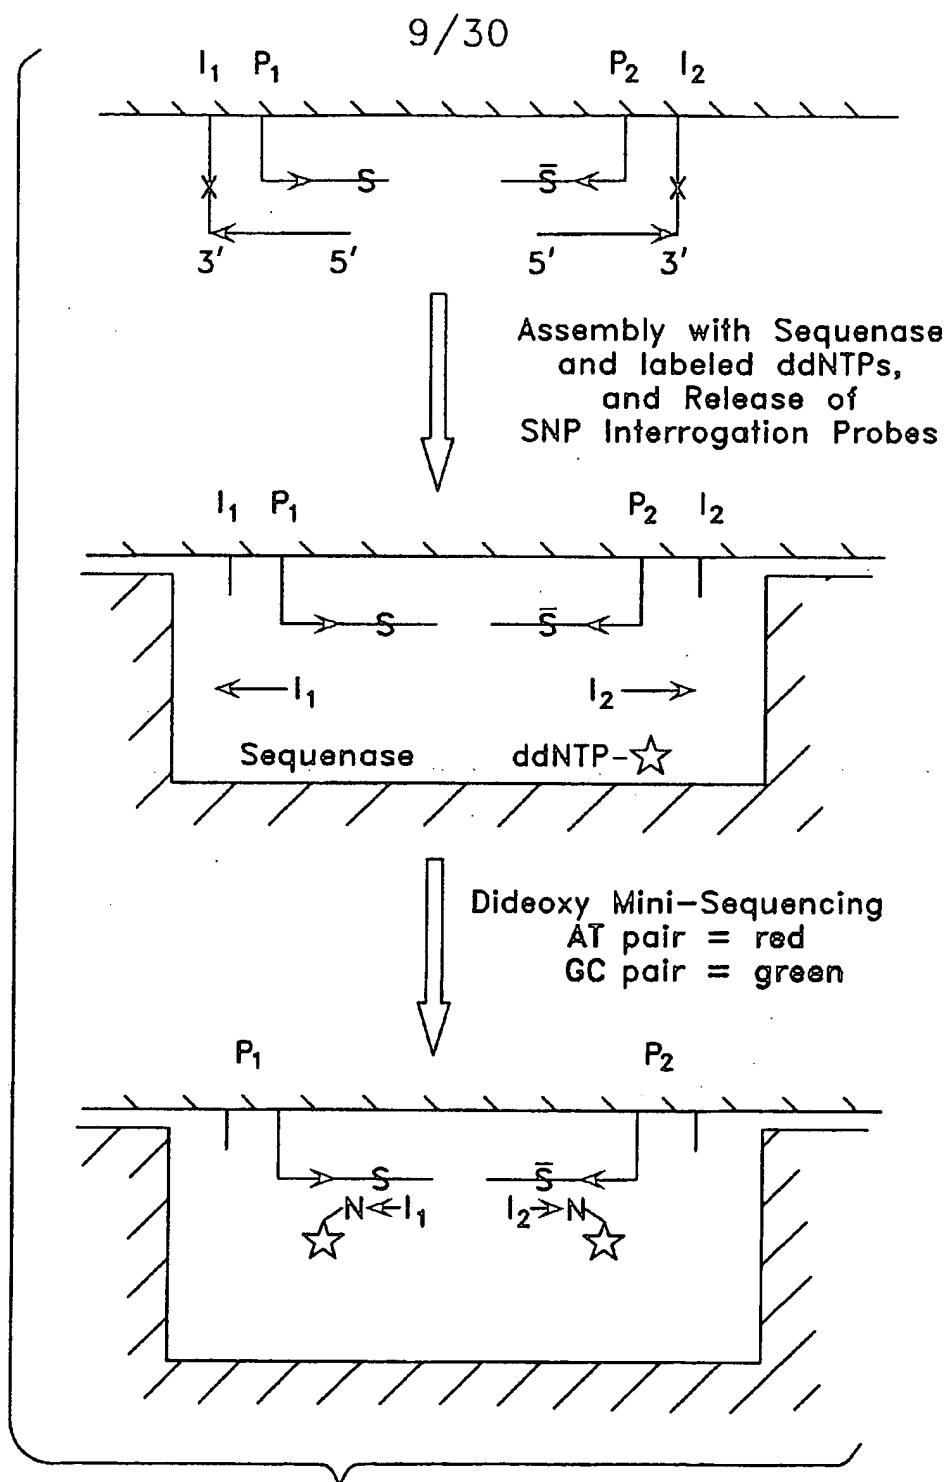 9/30
I₁ P₁ P₂ I₂
S S̄
3' 5' 5' 3'
Assembly with Sequenase
and labeled ddNTPs,
and Release of
SNP Interrogation Probes
I₁ P₁ P₂ I₂
S S̄
I₁ I₂
Sequenase ddNTP-☆
Dideoxy Mini-Sequencing
AT pair = red
GC pair = green
P₁ P₂
S S̄
N I₁ I₂ N